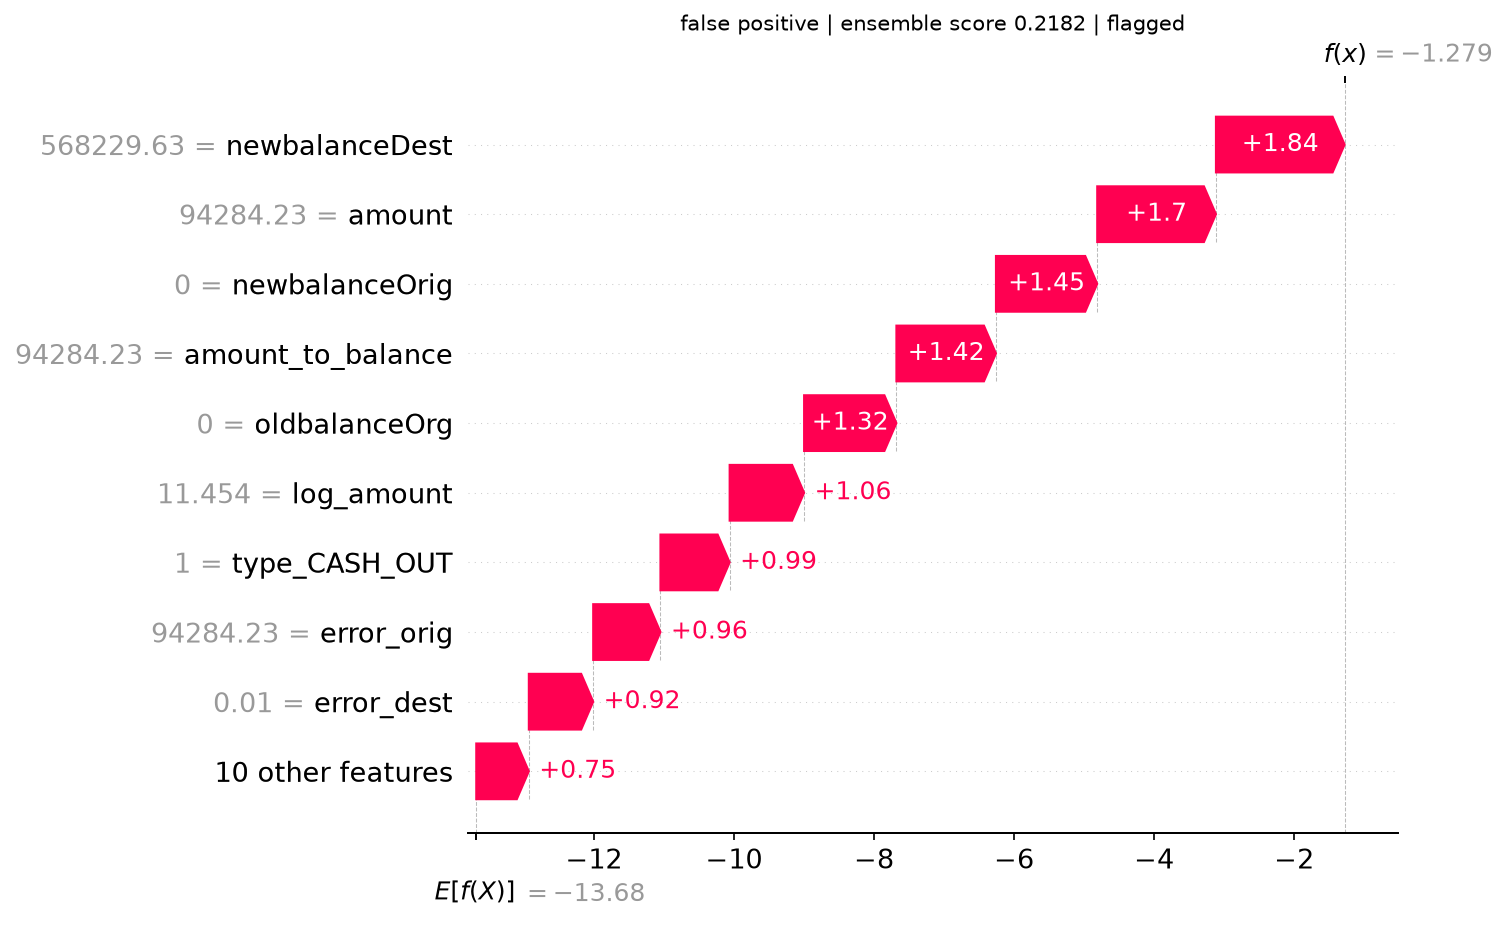 false positive | ensemble score 0.2182 | flagged
f(x) = −1.279
568229.63 = newbalanceDest
+1.84
94284.23 = amount
+1.7
0 = newbalanceOrig
+1.45
94284.23 = amount_to_balance
+1.42
0 = oldbalanceOrg
+1.32
11.454 = log_amount
+1.06
1 = type_CASH_OUT
+0.99
94284.23 = error_orig
+0.96
0.01 = error_dest
+0.92
10 other features
+0.75
−12 −10 −8 −6 −4 −2
E[f(X)] = −13.68